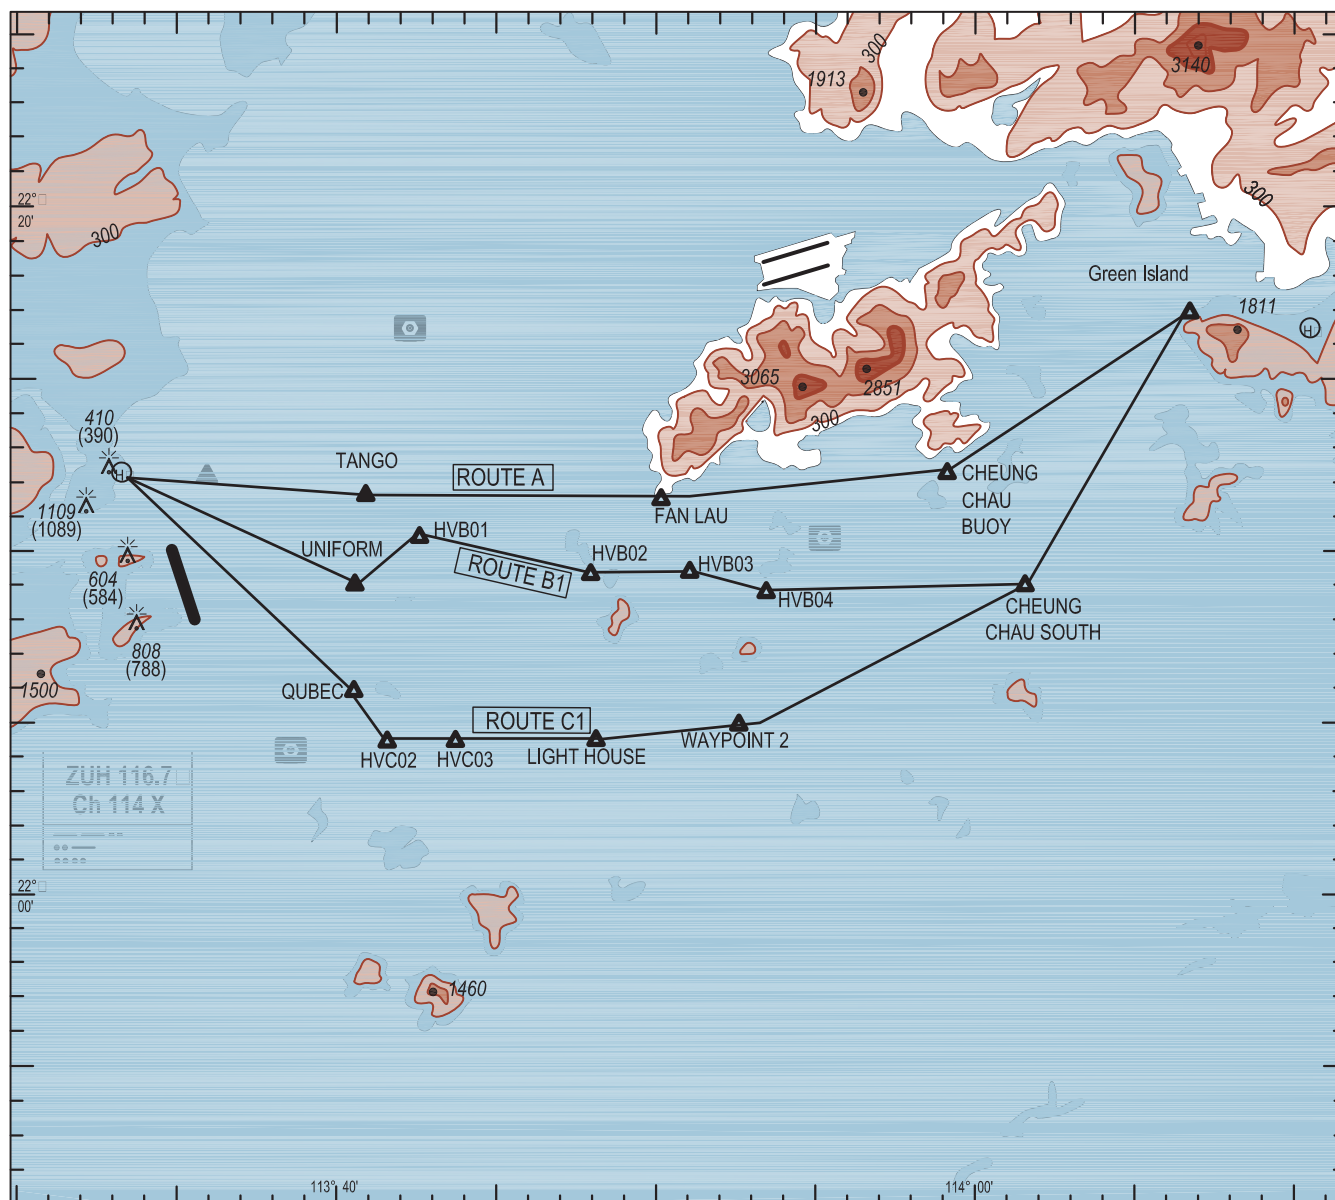 1913
300
3140
22°
20'
300
300
Green Island
1811
H
3065
2851
300
410
(390)
H
TANGO
ROUTE A
CHEUNG
CHAU
BUOY
FAN LAU
1109
(1089)
HVB01
UNIFORM
ROUTE B1
HVB02
HVB03
HVB04
604
(584)
CHEUNG
CHAU SOUTH
808
(788)
1500
QUBEC
ROUTE C1
WAYPOINT 2
HVC02
HVC03
LIGHT HOUSE
ZUH 116.7
Ch 114 X
22°
00'
1460
113° 40'
114° 00'